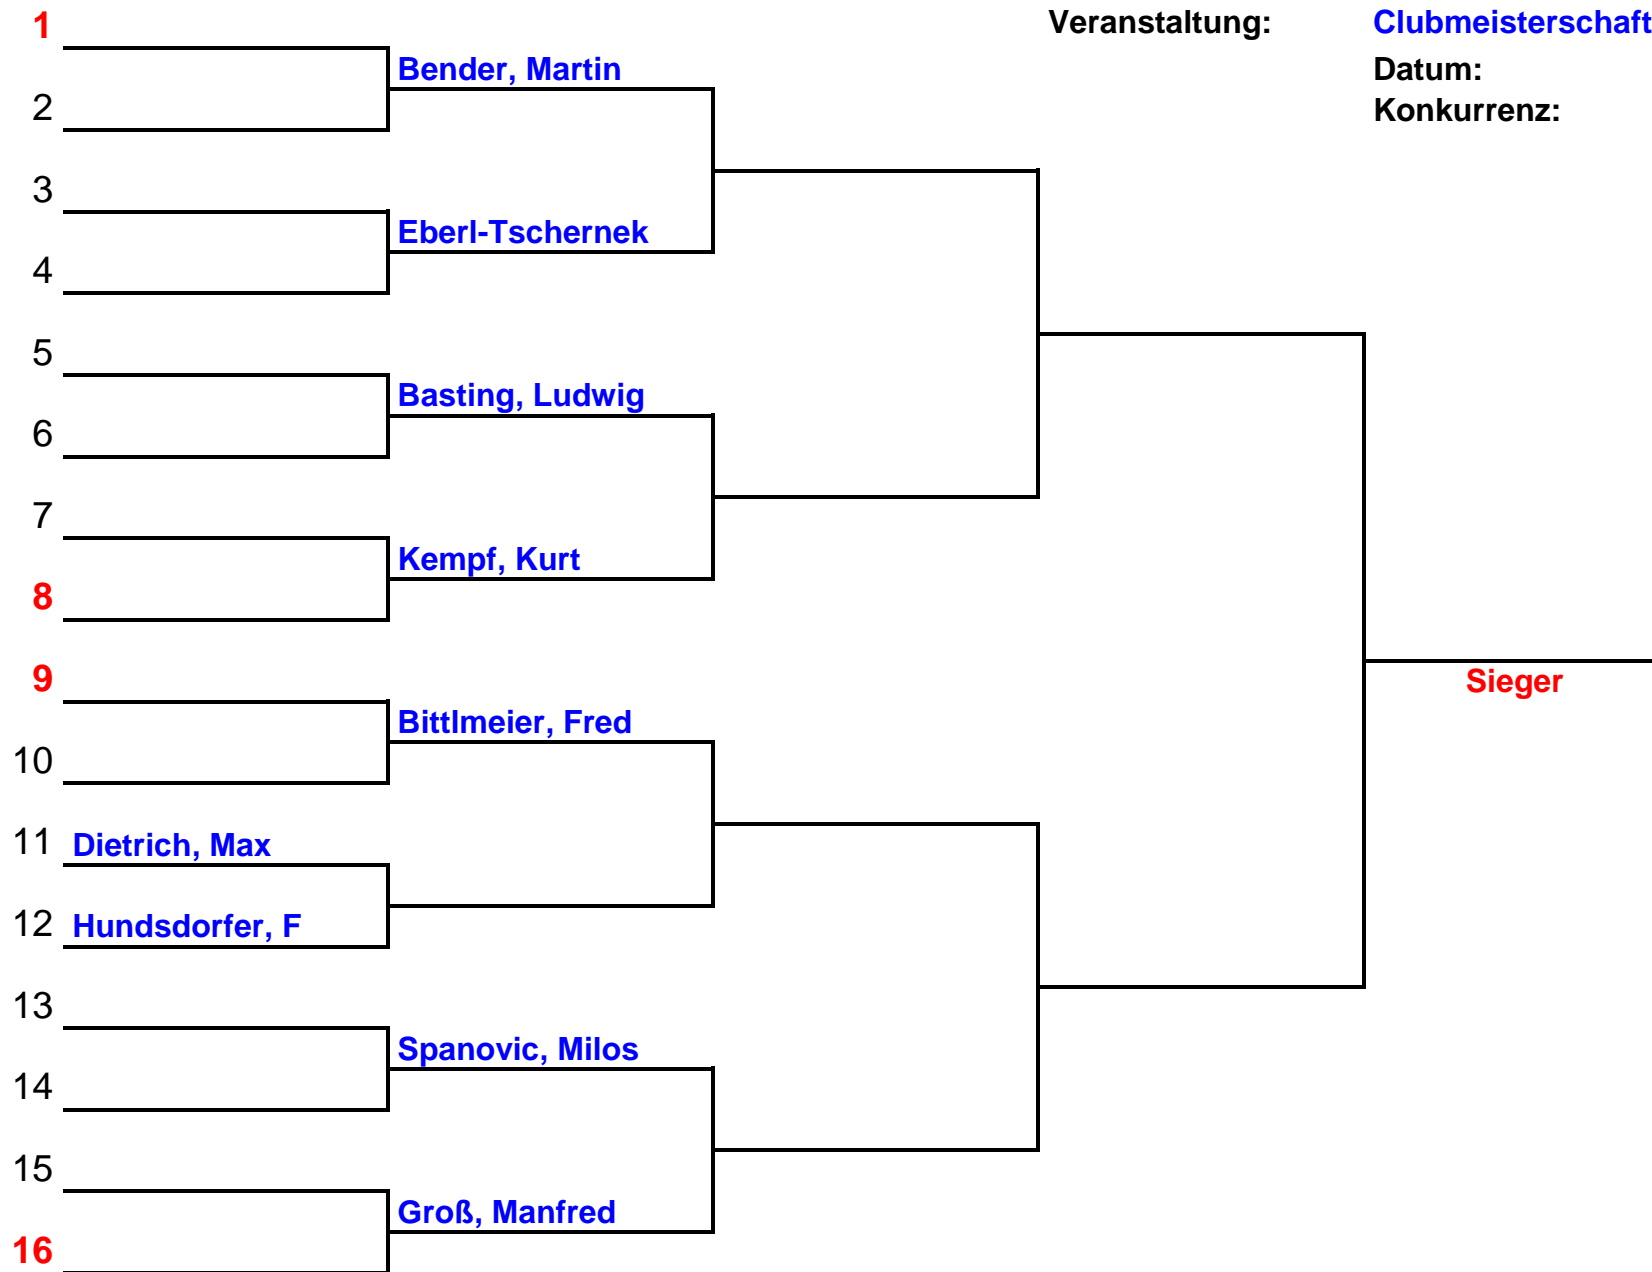 1
Veranstaltung: Clubmeisterschaft
Bender, Martin
Datum:
2
Konkurrenz:
3
Eberl-Tschernek
4
5
Basting, Ludwig
6
7
Kempf, Kurt
8
9
Sieger
Bittlmeier, Fred
10
11 Dietrich, Max
12 Hundsdorfer, F
13
Spanovic, Milos
14
15
Groß, Manfred
16